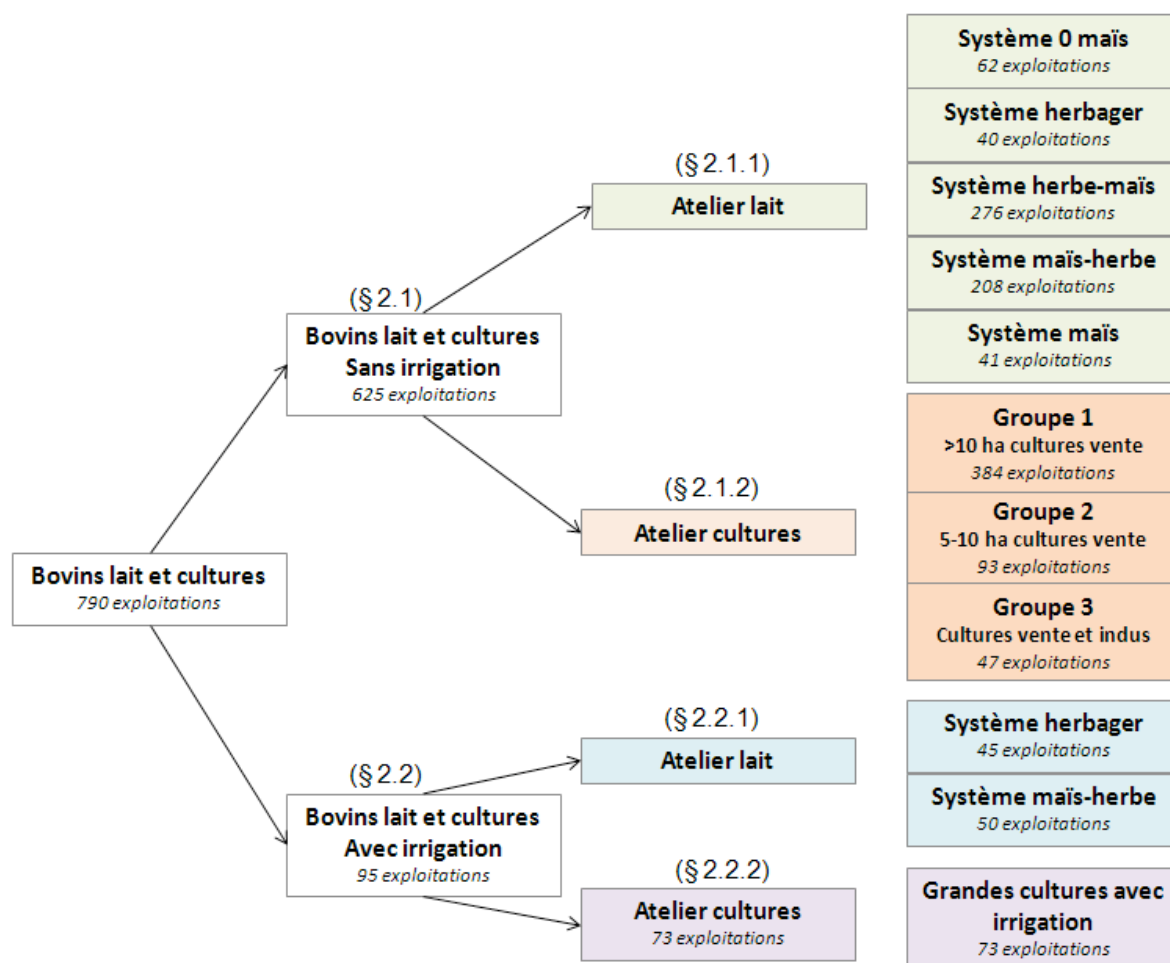 Système 0 maïs
62 exploitations
Système herbager
40 exploitations
(§ 2.1.1)
Atelier lait
Système herbe-maïs
276 exploitations
Système maïs-herbe
208 exploitations
(§ 2.1)
Bovins lait et cultures
Sans irrigation
625 exploitations
Système maïs
41 exploitations
Groupe 1
>10 ha cultures vente
384 exploitations
(§ 2.1.2)
Atelier cultures
Groupe 2
5-10 ha cultures vente
93 exploitations
Bovins lait et cultures
790 exploitations
Groupe 3
Cultures vente et indus
47 exploitations
(§ 2.2.1)
Atelier lait
Système herbager
45 exploitations
(§ 2.2)
Bovins lait et cultures
Avec irrigation
95 exploitations
Système maïs-herbe
50 exploitations
(§ 2.2.2)
Atelier cultures
73 exploitations
Grandes cultures avec
irrigation
73 exploitations